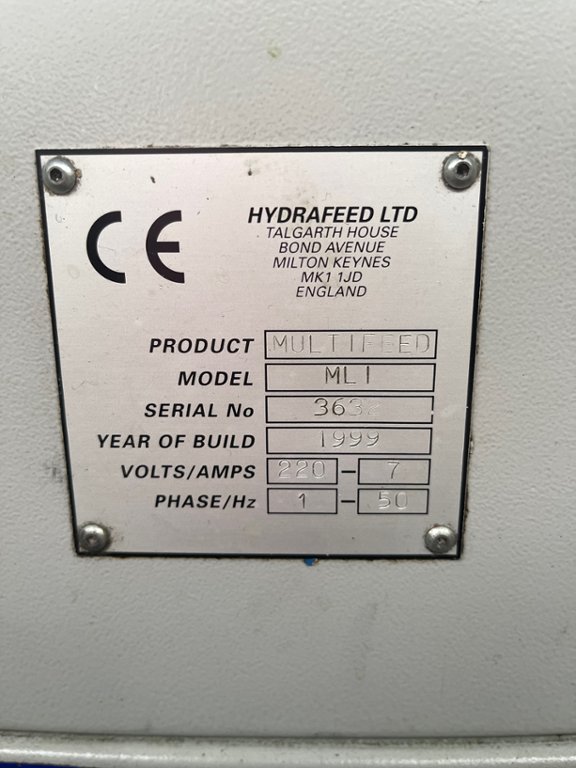 CE
HYDRAFEED LTD
TALGARTH HOUSE
BOND AVENUE
MILTON KEYNES
MK1 1JD
ENGLAND
PRODUCT MULTIFEED
MODEL ML1
SERIAL No
YEAR OF BUILD 1999
VOLTS/AMPS 220 - 7
PHASE/Hz 1 - 50